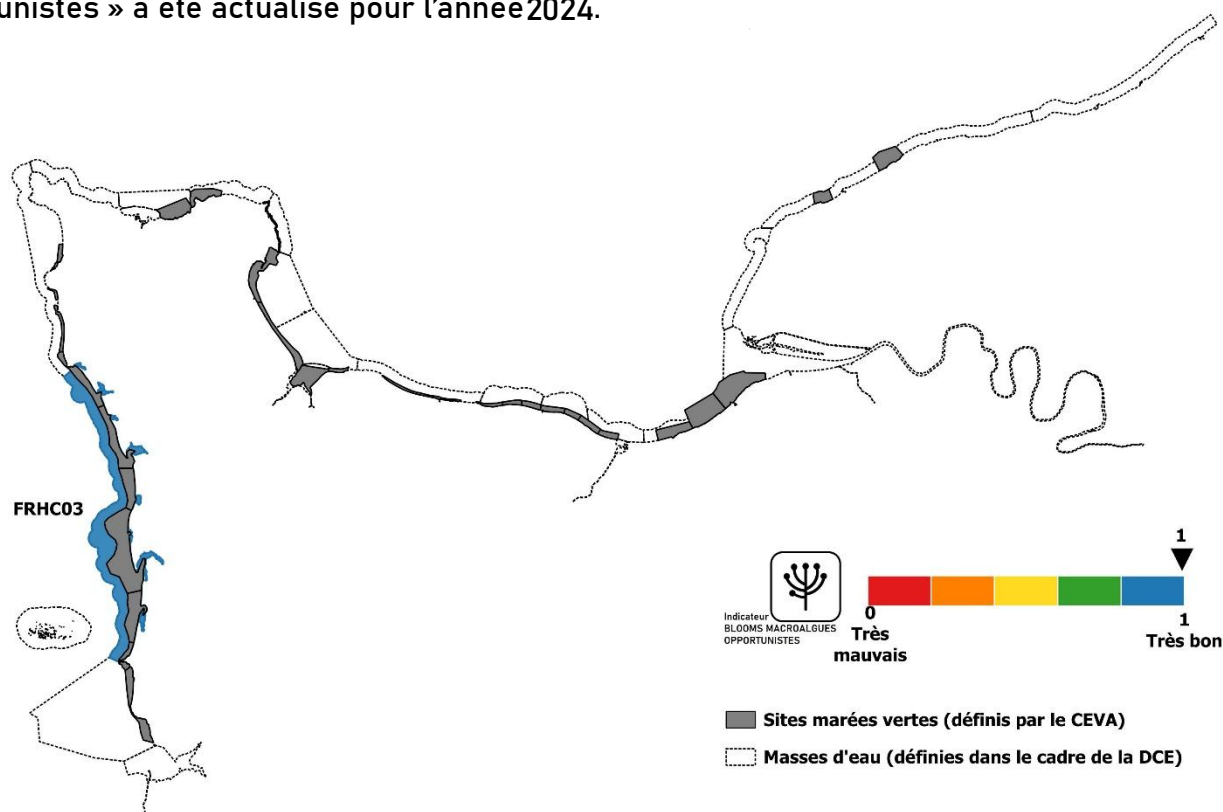 unistes » a été actualisé pour l'année 2024.
FRHC03
1
Indicateur
BLOOMS MACROALGUES
OPPORTUNISTES
0
Très
mauvais
1
Très bon
Sites marées vertes (définis par le CEVA)
Masses d'eau (définies dans le cadre de la DCE)